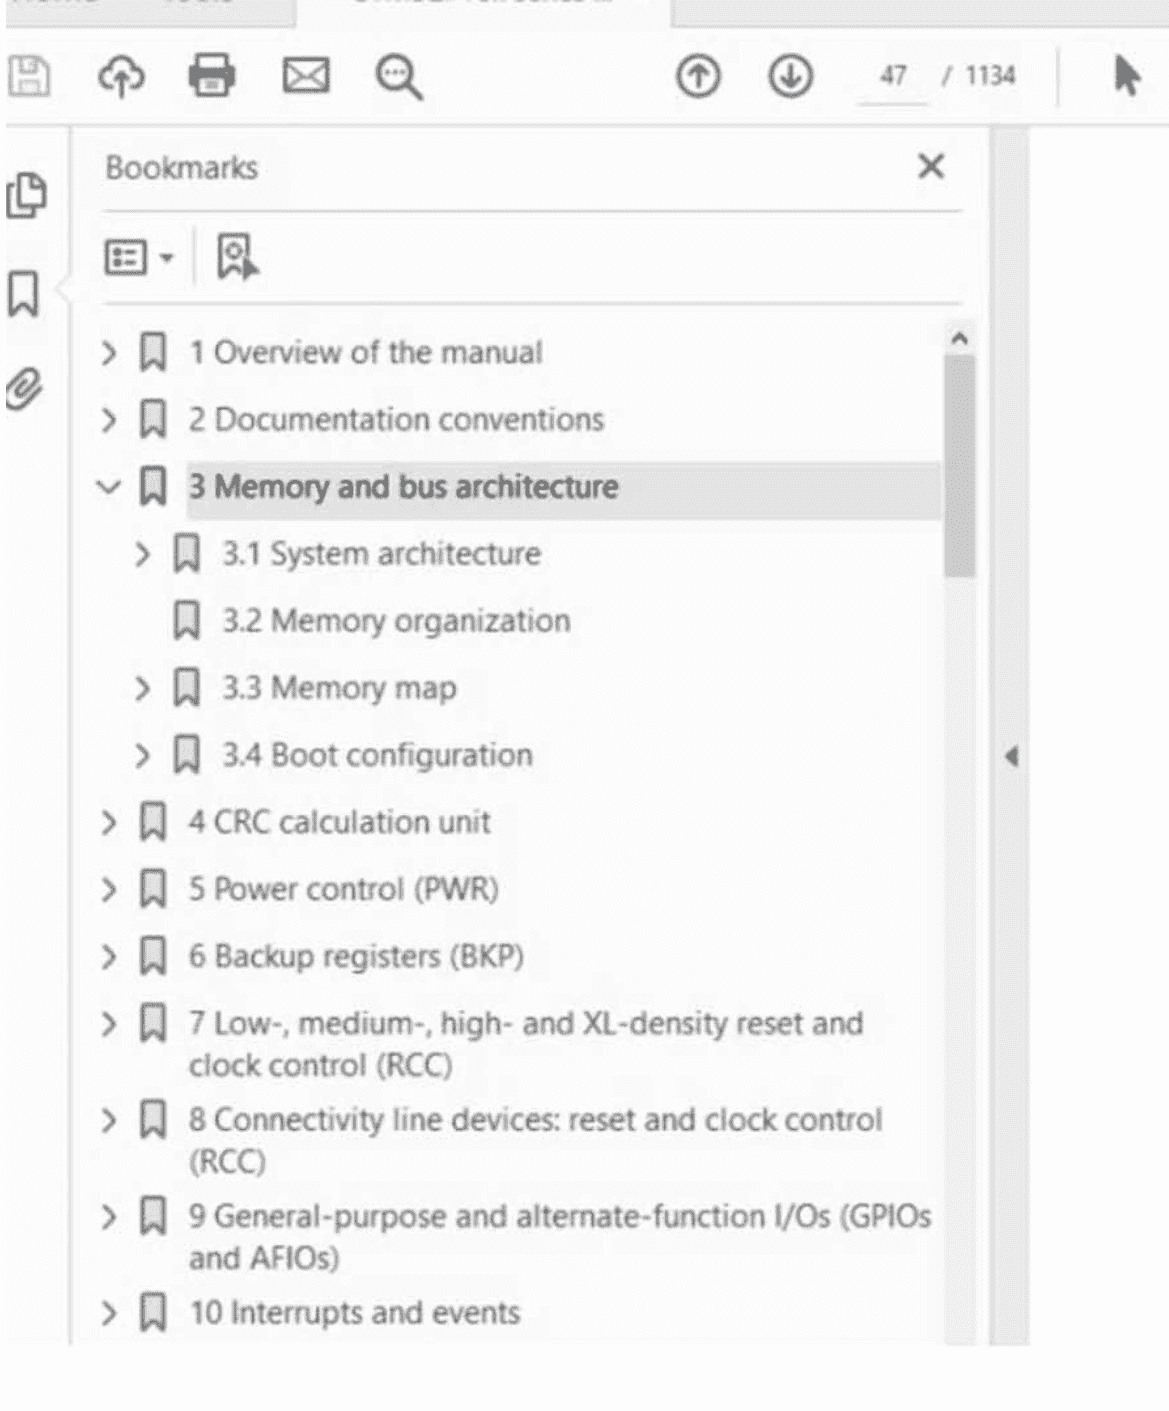 47 / 1134
Bookmarks
1 Overview of the manual
2 Documentation conventions
3 Memory and bus architecture
3.1 System architecture
3.2 Memory organization
3.3 Memory map
3.4 Boot configuration
4 CRC calculation unit
5 Power control (PWR)
6 Backup registers (BKP)
7 Low-, medium-, high- and XL-density reset and
clock control (RCC)
8 Connectivity line devices: reset and clock control
(RCC)
9 General-purpose and alternate-function I/Os (GPIOs
and AFIOs)
10 Interrupts and events